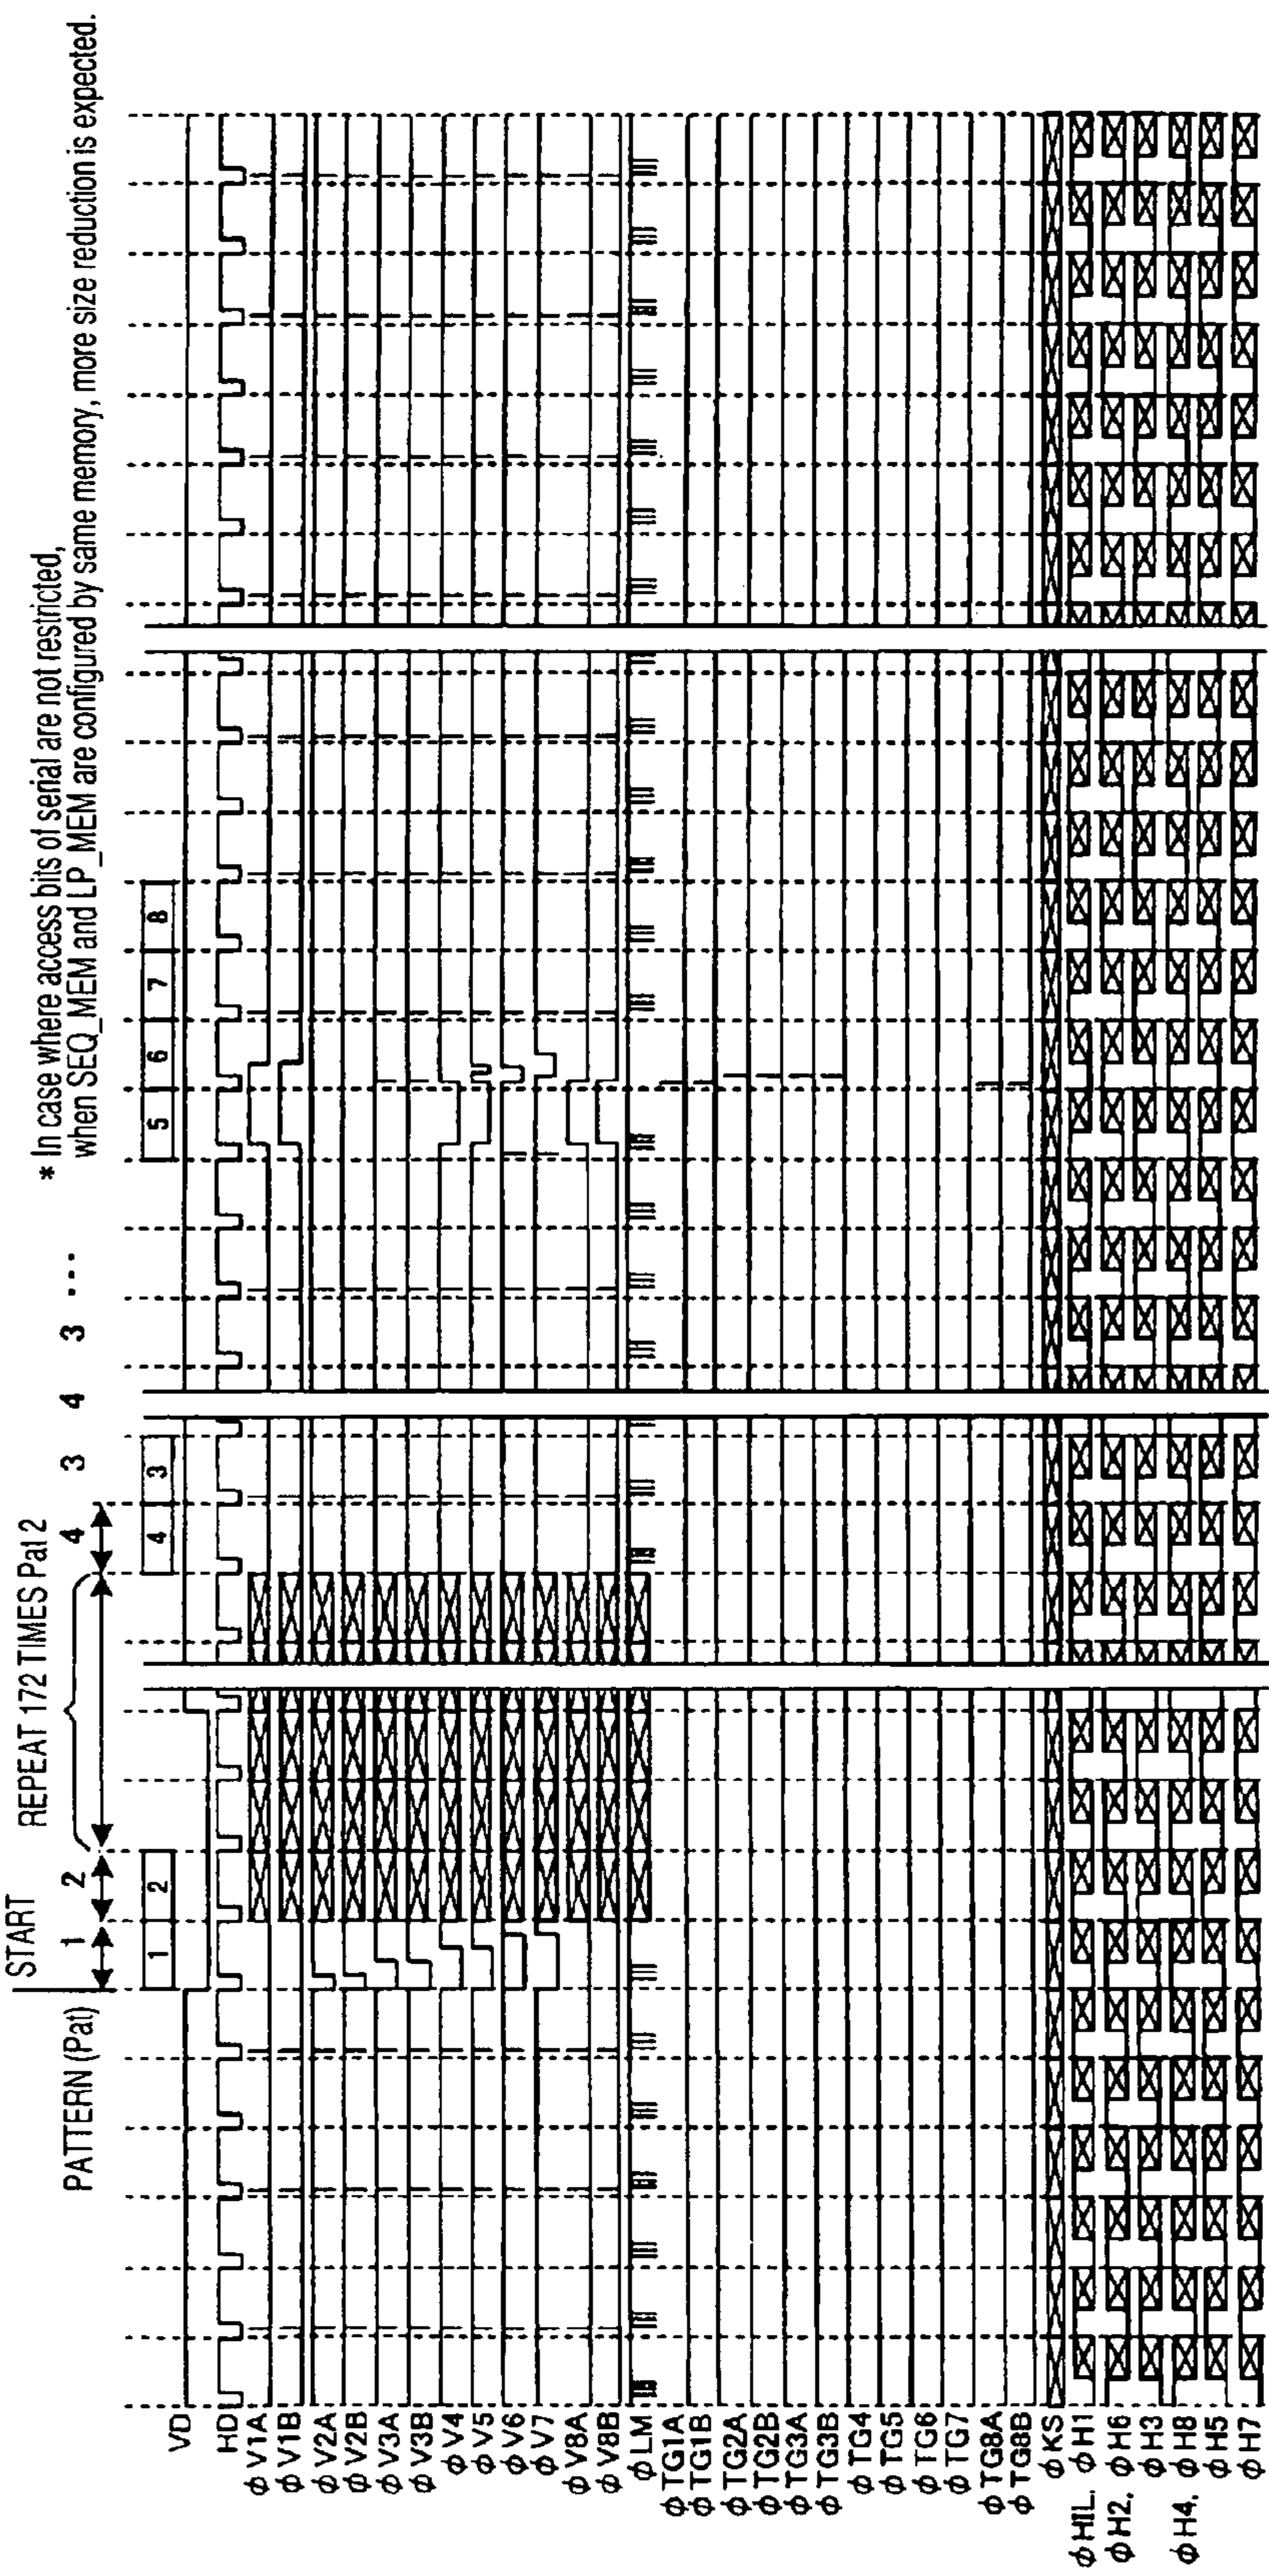 * In case where access bits of serial are not restricted,
when SEQ_MEM and LP_MEM are configured by same memory, more size reduction is expected.
START
REPEAT 172 TIMES Pat 2
PATTERN (Pat) 1 2 4 3 4 3 ...
1 2 4 3 5 6 7 8
VD
HD
φV1A
φV1B
φV2A
φV2B
φV3A
φV3B
φV4
φV5
φV6
φV7
φV8A
φV8B
φLM
φTG1A
φTG1B
φTG2A
φTG2B
φTG3A
φTG3B
φTG4
φTG5
φTG6
φTG7
φTG8A
φTG8B
φKS
φHIL. φH1
φH2, φH6
φH3
φH4, φH8
φH5
φH7